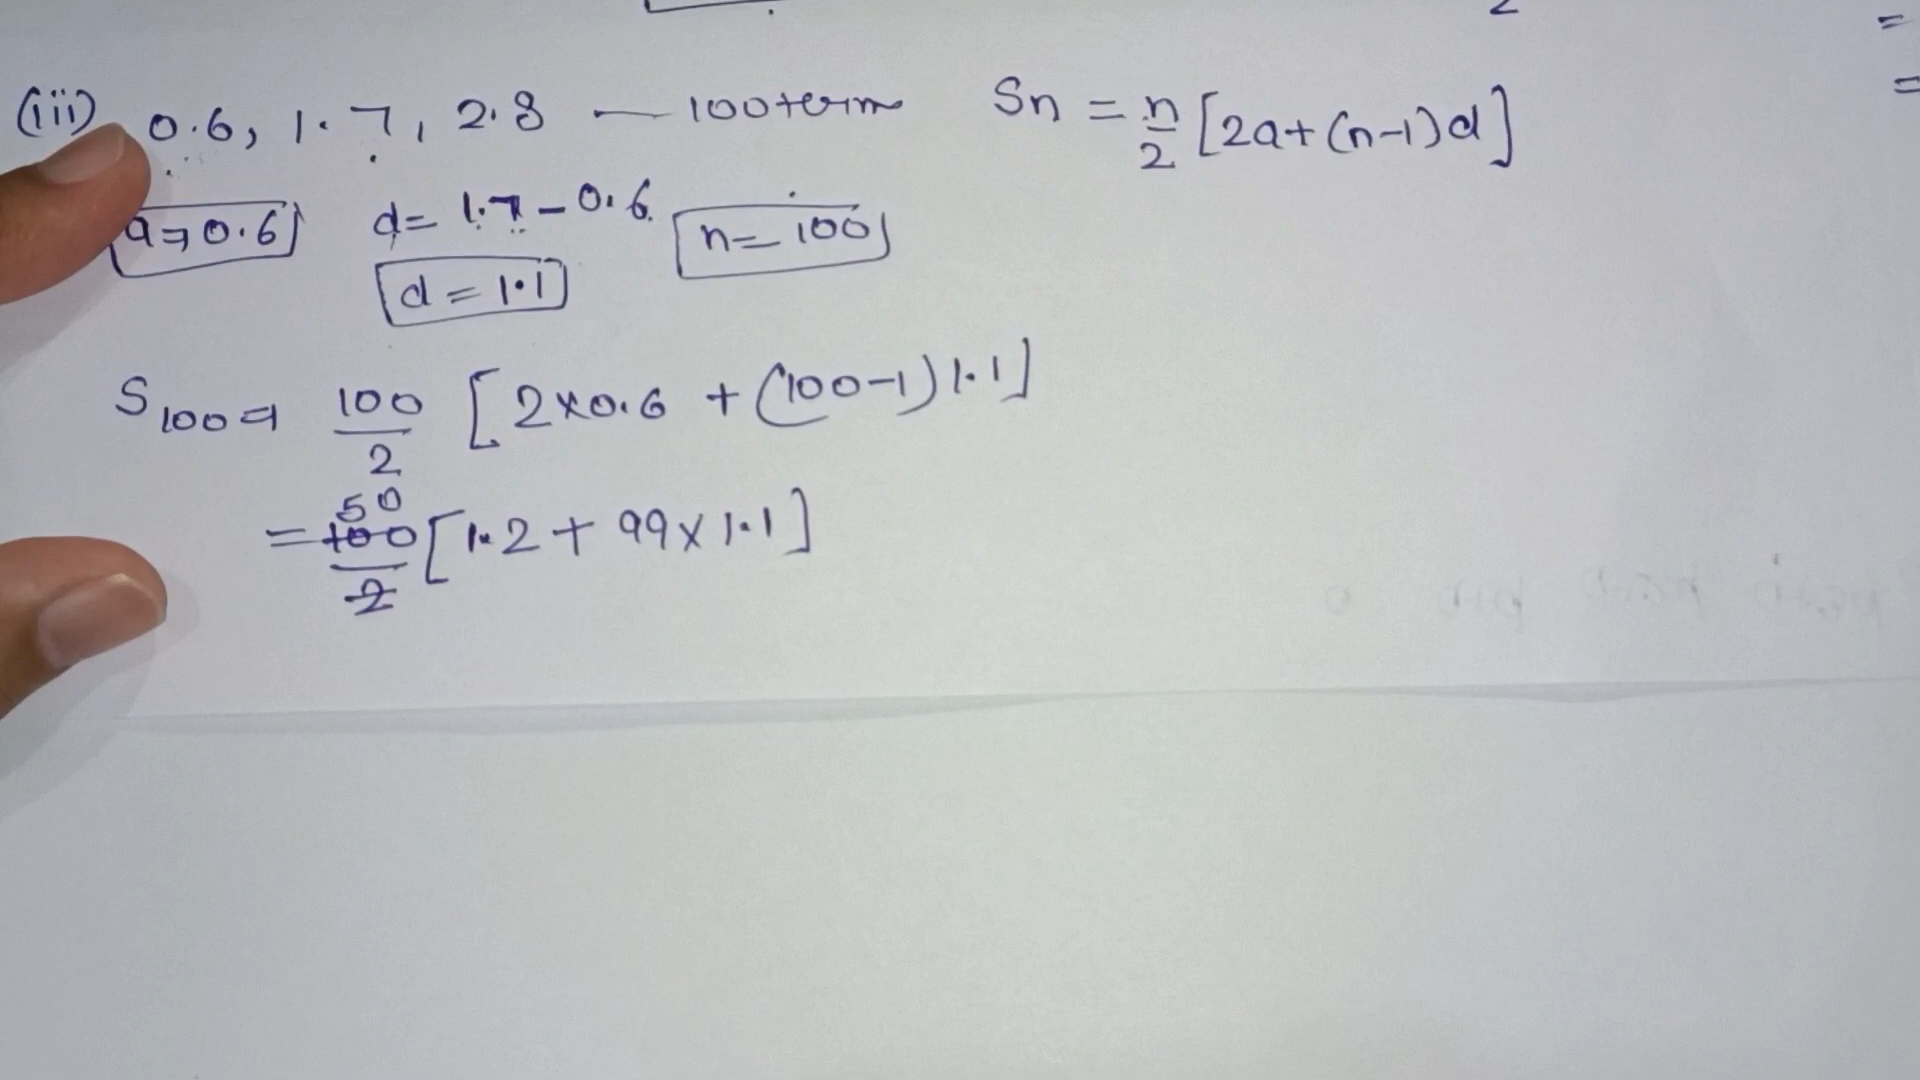 (iii) 0.6, 1.7, 2.8 — 100 term Sn = n/2 [2a+(n-1)d]
a = 0.6 d = 1.7 - 0.6 n = 100
d = 1.1
S100 = 100/2 [2×0.6 + (100-1) 1.1]
50
= 100/2 [1.2 + 99×1.1]